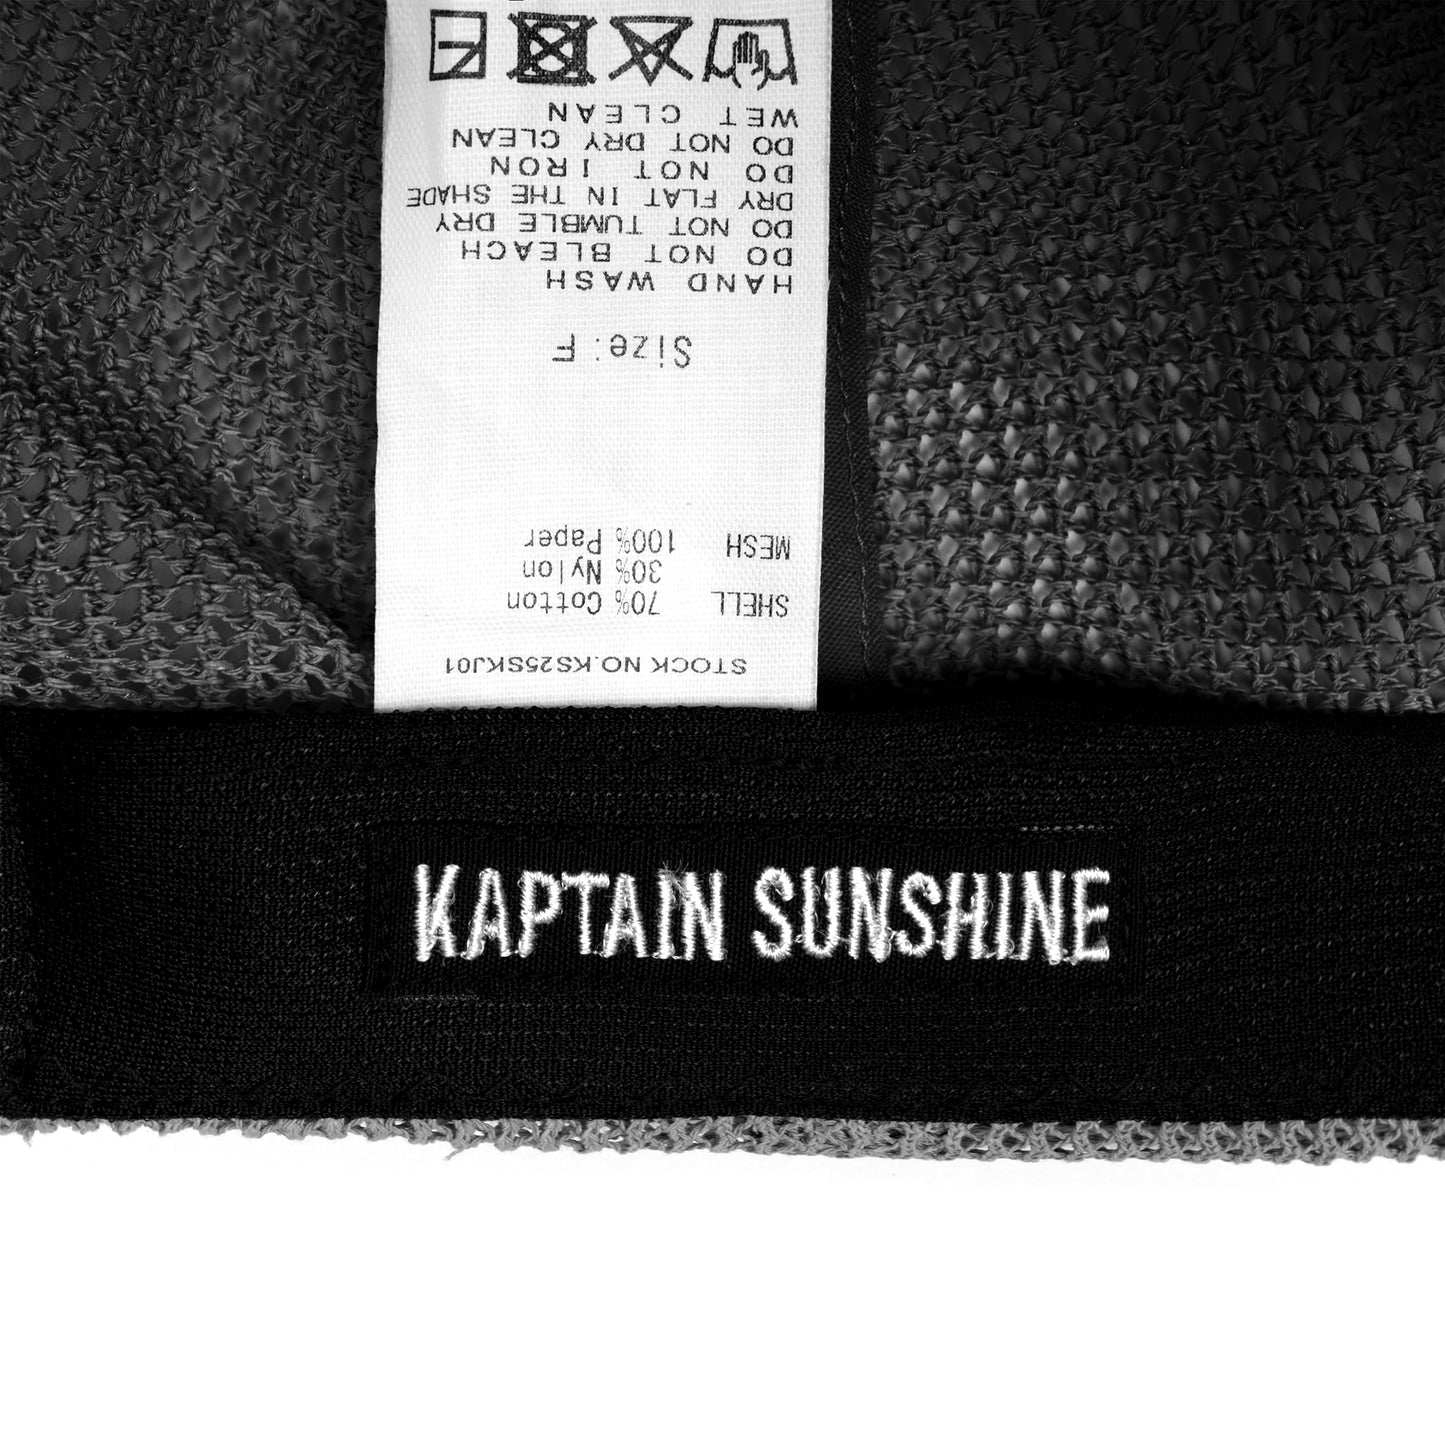 STOCK NO.KS25SKJ01
SHELL 70% Cotton
30% Nylon
MESH 100% Paper
Size:F
HAND WASH
DO NOT BLEACH
DO NOT TUMBLE DRY
DRY FLAT IN THE SHADE
DO NOT IRON
DO NOT DRY CLEAN
WET CLEAN
KAPTAIN SUNSHINE